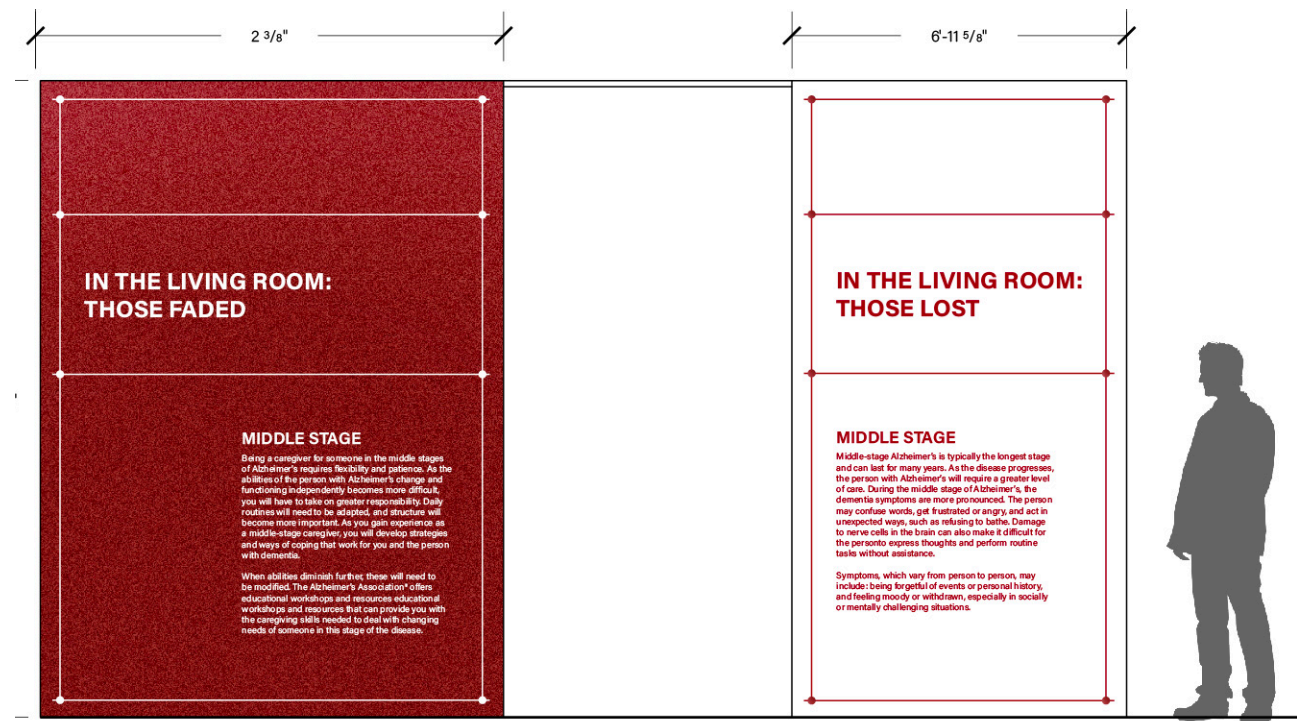 2 3/8"
6'-11 5/8"
IN THE LIVING ROOM:
THOSE FADED
MIDDLE STAGE
Being a caregiver for someone in the middle stages
of Alzheimer's requires flexibility and patience. As the
abilities of the person with Alzheimer's change and
functioning independently becomes more difficult,
you will have to take on greater responsibility. Daily
routines will need to be adapted, and structure will
become more important. As you gain experience as
a middle-stage caregiver, you will develop strategies
and ways of coping that work for you and the person
with dementia.
When abilities diminish further, these will need to
be modified. The Alzheimer's Association® offers
educational workshops and resources educational
workshops and resources that can provide you with
the caregiving skills needed to deal with changing
needs of someone in this stage of the disease.
IN THE LIVING ROOM:
THOSE LOST
MIDDLE STAGE
Middle-stage Alzheimer's is typically the longest stage
and can last for many years. As the disease progresses,
the person with Alzheimer's will require a greater level
of care. During the middle stage of Alzheimer's, the
dementia symptoms are more pronounced. The person
may confuse words, get frustrated or angry, and act in
unexpected ways, such as refusing to bathe. Damage
to nerve cells in the brain can also make it difficult for
the personto express thoughts and perform routine
tasks without assistance.
Symptoms, which vary from person to person, may
include: being forgetful of events or personal history,
and feeling moody or withdrawn, especially in socially
or mentally challenging situations.